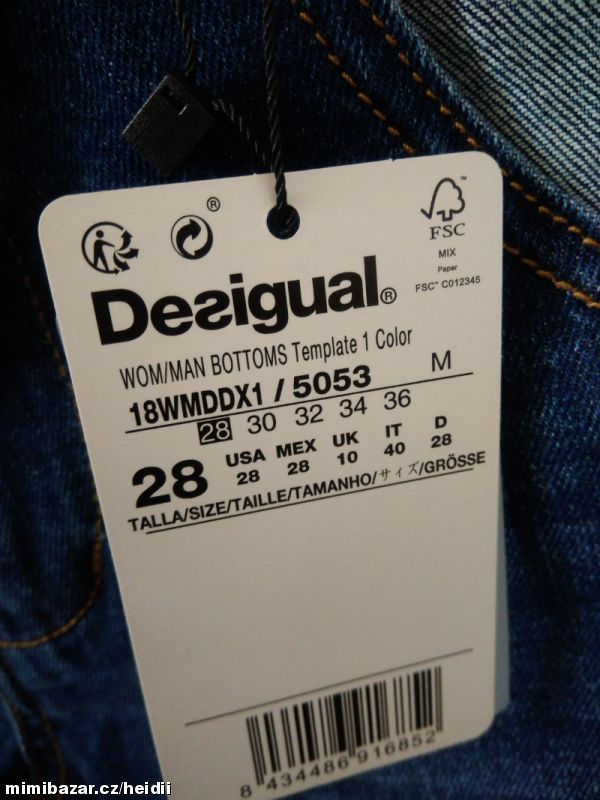 ®
FSC
MIX
Paper
FSC™ C012345
Desigual®
WOM/MAN BOTTOMS Template 1 Color
18WMDDX1 / 5053 M
28 30 32 34 36
28 USA MEX UK IT D
28 28 10 40 28
TALLA/SIZE/TAILLE/TAMANHO/サイズ/GRÖSSE
8 434486 916852
mimibazar.cz/heidii